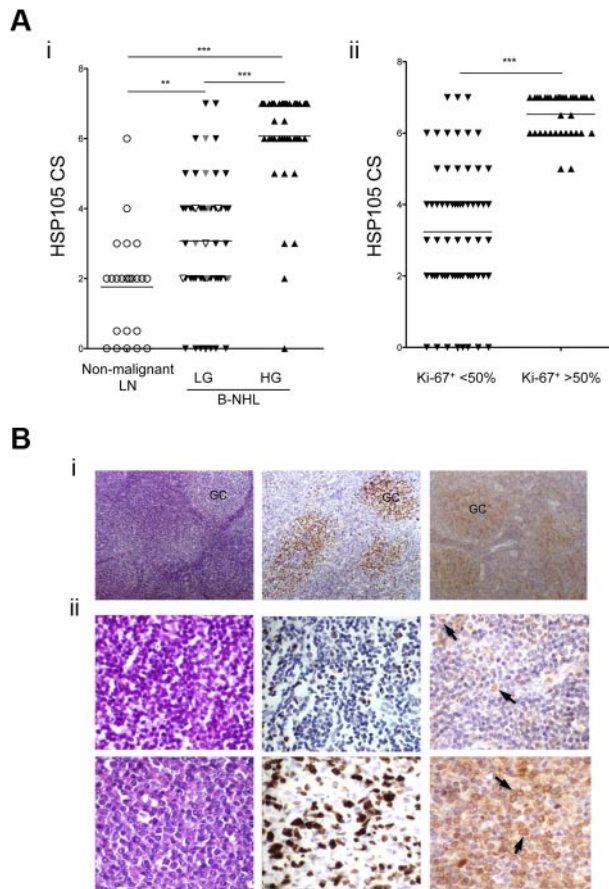 A
i
ii
***
**
***
***
HSP105 CS
8
6
4
2
0
Non-malignant
LN
LG
HG
B-NHL
HSP105 CS
8
6
4
2
0
Ki-67+ <50%
Ki-67+ >50%
B
i
GC
GC
GC
ii